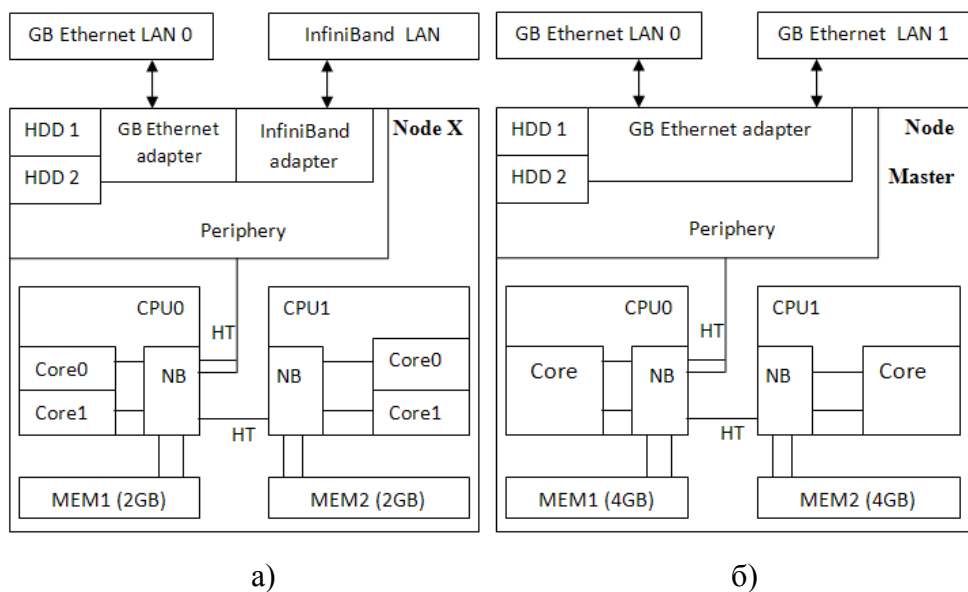 GB Ethernet LAN 0
InfiniBand LAN
HDD 1
GB Ethernet
adapter
InfiniBand
adapter
Node X
HDD 2
Periphery
CPU0
CPU1
HT
Core0
NB
NB
Core0
Core1
Core1
HT
MEM1 (2GB)
MEM2 (2GB)
а)
GB Ethernet LAN 0
GB Ethernet LAN 1
HDD 1
GB Ethernet adapter
Node
HDD 2
Master
Periphery
CPU0
CPU1
HT
Core
NB
NB
Core
HT
MEM1 (4GB)
MEM2 (4GB)
б)